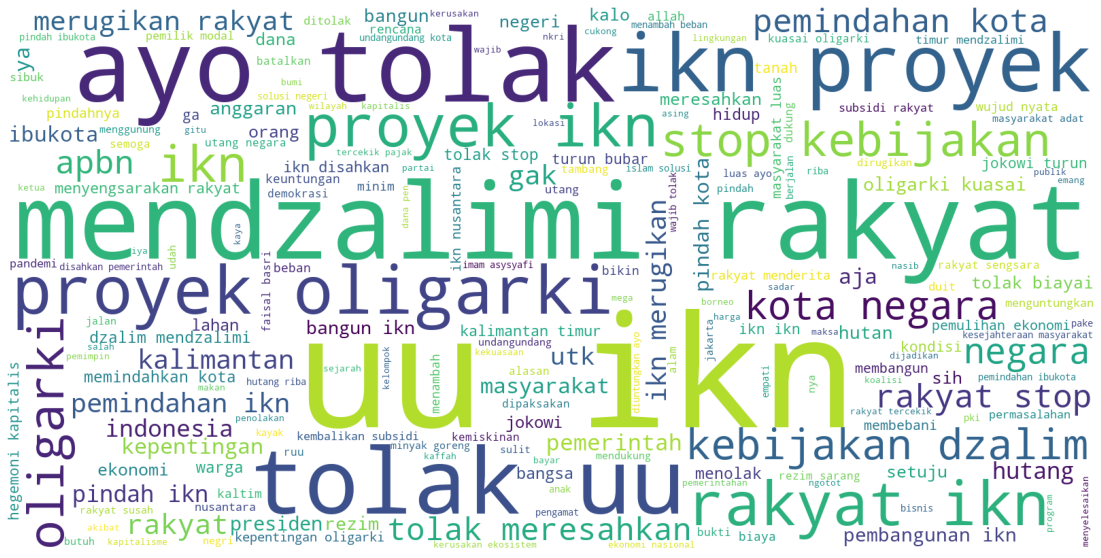 merugikan rakyat
ditolak
bangun
kerusakan
negeri
kalo
allah
menambah beban
pemindahan kota
pindah ibukota
pemilik modal
dana
rencana
undangundang kota
nkri
cukong
lingkungan
kuasai oligarki
timur mendzalimi
ya
ayo tolak
ikn proyek
sibuk
batalkan
wajib
tanah
kehidupan
bumi
solusi negeri
wilayah
kapitalis
pindahnya
anggaran
ga
meresahkan
hidup
asing
subsidi rakyat
wujud nyata
masyarakat adat
ibukota
menggunung
gitu
utang negara
orang
semoga
proyek ikn
lokasi
stop kebijakan
masyarakat luas
dukung
berjalan
apbn
ikn
ikn disahkan
tercekik pajak
partai
tolak stop
turun bubar
tambang
islam solusi
luas ayo
dirugikan
publik
jokowi turun
ketua
menyengsarakan rakyat
keuntungan
demokrasi
minim
gak
utang
wajib tolak
pindah
riba
emang
oligarki kuasai
mendzalimi rakyat
dana pen
kaya
ikn nusantara
pindah kota
pandemi
iya
disahkan pemerintah
udah
faisal basri
beban
imam asysyafi
bikin
ikn merugikan
rakyat menderita
sadar
aja
nasib
rakyat sengsara
tolak biayai
proyek oligarki
mega
borneo
harga
kota negara
duit
menguntungkan
jalan
salah
lahan
dzalim mendzalimi
bangun ikn
undangundang
kalimantan timur
ikn ikn
maksa
hutan
pemulihan ekonomi
pake
kesejahteraan masyarakat
oligarki
pemimpin
kalimantan
kekuasaan
uu ikn
utk
alam
jakarta
kondisi
negara
hegemoni kapitalis
memindahkan kota
makan
hutang riba
sejarah
kelompok
menambah
alasan
masyarakat
diuntungkan ayo
empati
nya
dijadikan
membangun
sih
koalisi
pemindahan ibukota
pemindahan ikn
penolakan
dipaksakan
rakyat tercekik
pki
rakyat stop
permasalahan
indonesia
kayak
jokowi
membebani
kepentingan
ruu
kembalikan subsidi
minyak goreng
kemiskinan
pemerintah
kebijakan dzalim
ekonomi
warga
tolak uu
kaffah
sulit
mendukung
bayar
bangsa
menolak
pemerintahan
rezim sarang
ngotot
setuju
hutang
pindah ikn
kaltim
rakyat susah
nusantara
anak
rakyat ikn
bisnis
program
menyelesaikan
butuh
akibat
rakyat
kapitalisme
negri
presiden
rezim
kepentingan oligarki
pengamat
tolak meresahkan
kerusakan ekosistem
ekonomi nasional
bukti
biaya
pembangunan ikn